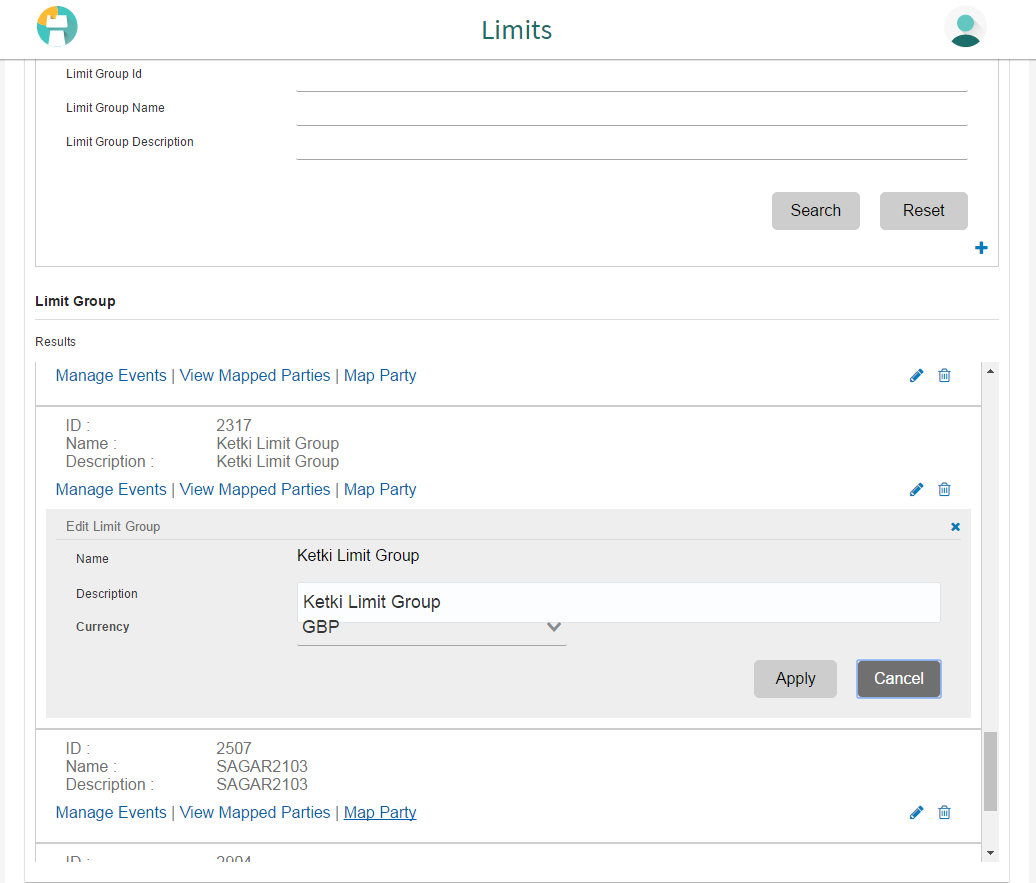 Limits
Limit Group Id
Limit Group Name
Limit Group Description
Search Reset
Limit Group
Results
Manage Events | View Mapped Parties | Map Party
ID : 2317
Name : Ketki Limit Group
Description : Ketki Limit Group
Manage Events | View Mapped Parties | Map Party
Edit Limit Group
Name Ketki Limit Group
Description Ketki Limit Group
Currency GBP
Apply Cancel
ID : 2507
Name : SAGAR2103
Description : SAGAR2103
Manage Events | View Mapped Parties | Map Party
ID :